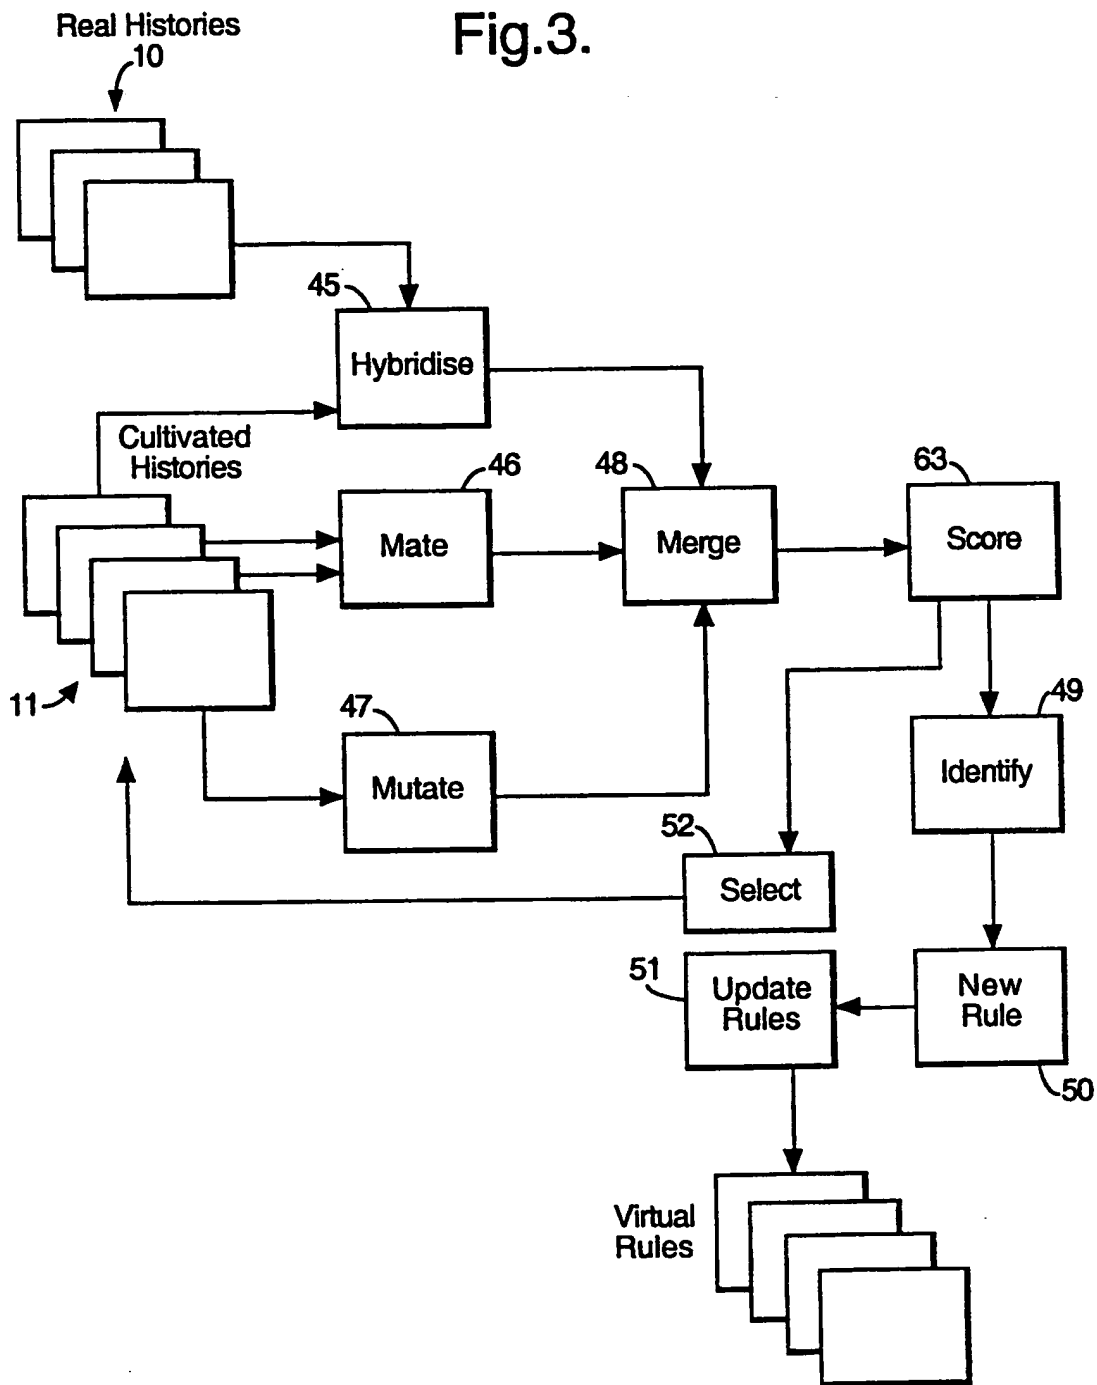 Fig.3.
Real Histories
10
45
Hybridise
Cultivated
Histories
46
Mate
48
Merge
63
Score
11
47
Mutate
49
Identify
52
Select
51
Update
Rules
New
Rule
50
Virtual
Rules